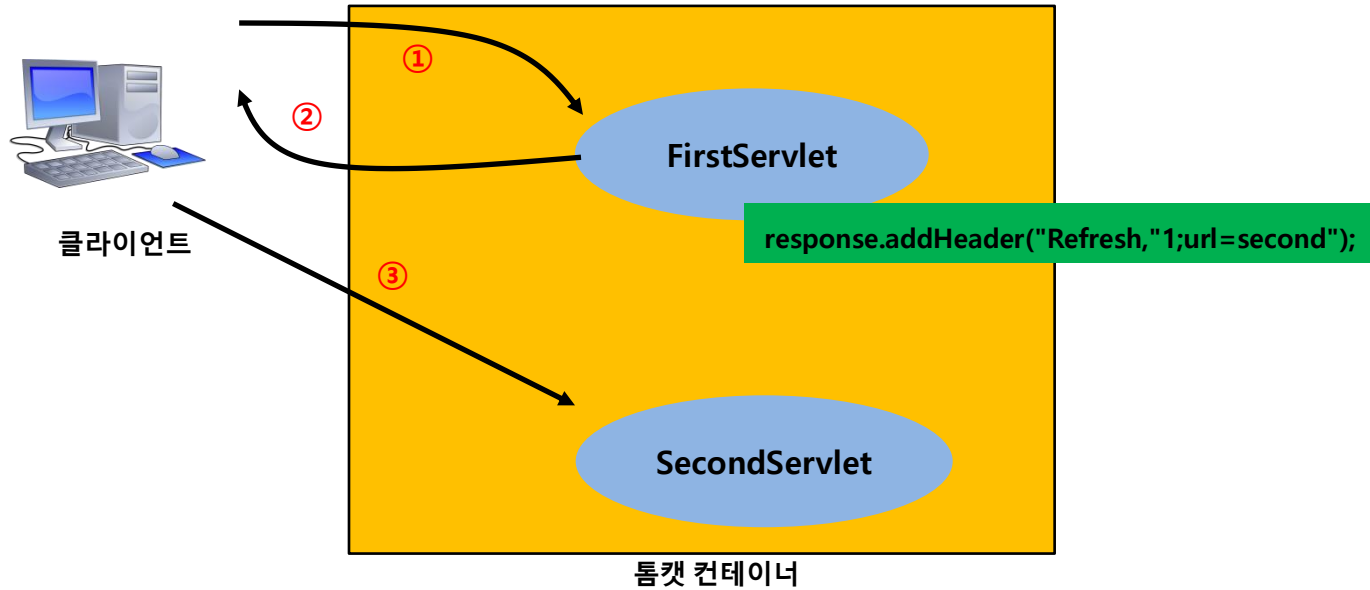 ①
②
FirstServlet
클라이언트
response.addHeader("Refresh,"1;url=second");
③
SecondServlet
톰캣 컨테이너